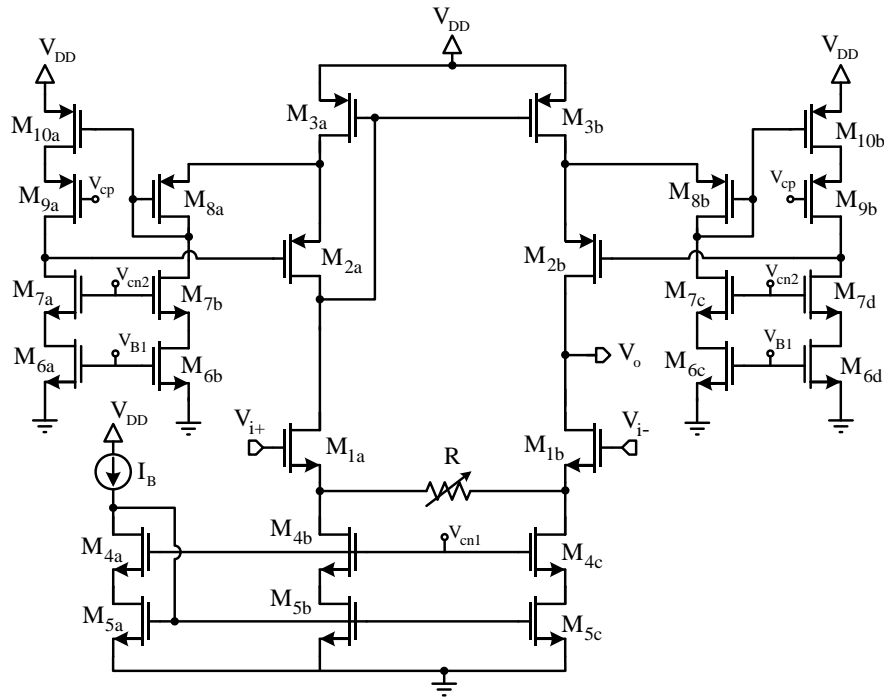 V_DD
V_DD
V_DD
M_10a
M_3a
M_3b
M_10b
M_9a
V_cp
M_8a
M_8b
V_cp
M_9b
M_2a
M_2b
M_7a
V_cn2
M_7b
M_7c
V_cn2
M_7d
M_6a
V_B1
M_6b
V_o
M_6c
V_B1
M_6d
V_DD
V_i+
V_i-
M_1a
M_1b
I_B
R
M_4a
M_4b
V_cn1
M_4c
M_5a
M_5b
M_5c